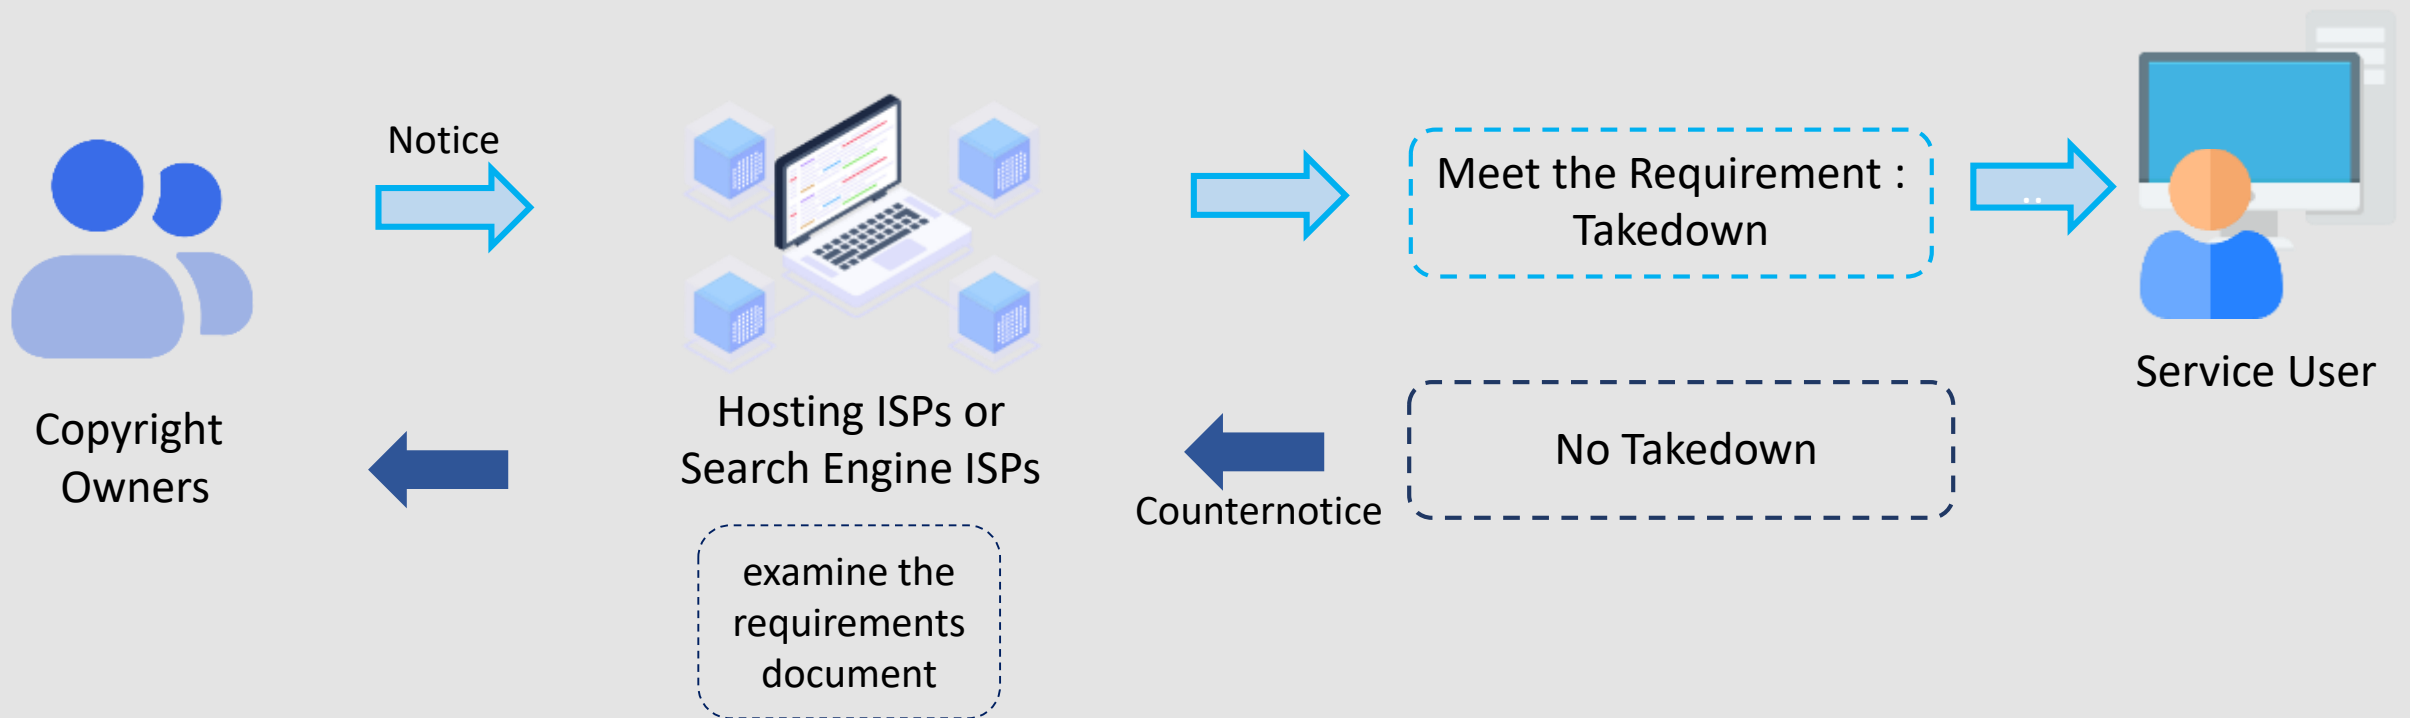 Notice
Meet the Requirement :
Takedown
..
Service User
Copyright
Owners
Hosting ISPs or
Search Engine ISPs
No Takedown
Counternotice
examine the
requirements
document